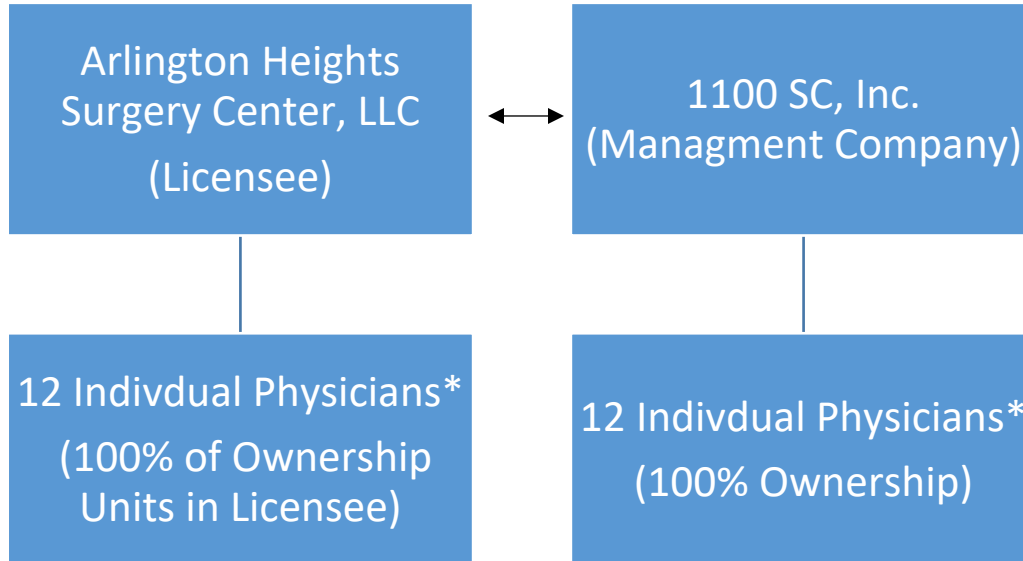 Arlington Heights
Surgery Center, LLC
(Licensee)
1100 SC, Inc.
(Managment Company)
12 Indivdual Physicians*
(100% of Ownership
Units in Licensee)
12 Indivdual Physicians*
(100% Ownership)